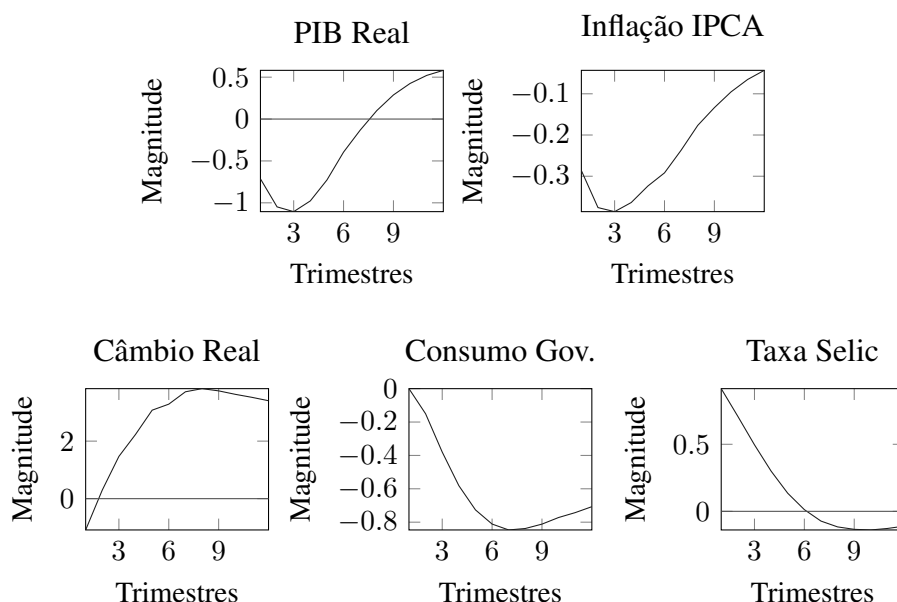 PIB Real
Magnitude
0.5
0
−0.5
−1
3 6 9
Trimestres
Inflação IPCA
Magnitude
−0.1
−0.2
−0.3
3 6 9
Trimestres
Câmbio Real
Magnitude
2
0
3 6 9
Trimestres
Consumo Gov.
Magnitude
0
−0.2
−0.4
−0.6
−0.8
3 6 9
Trimestres
Taxa Selic
Magnitude
0.5
0
3 6 9
Trimestres